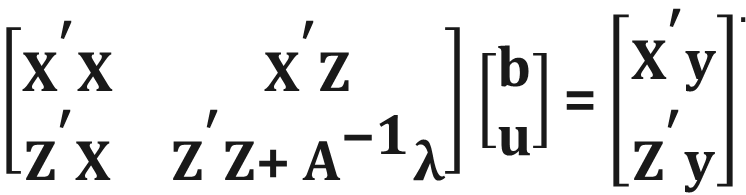 [x′x x′z] [b] = [x′y].
[z′x z′z+ A⁻¹λ] [u] [z′y]